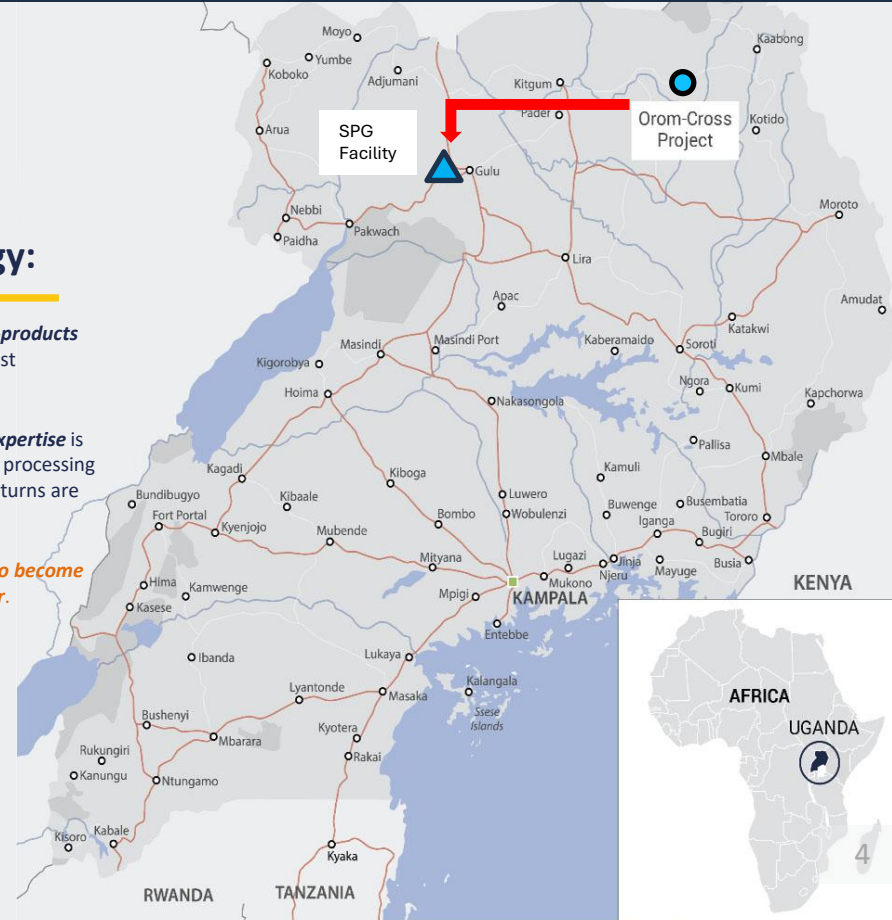 gy:
products
st
xpertise is
processing
turns are
o become
r.
Moyo
Yumbe
Koboko
Adjumani
Kaabong
Kitgum
Pader
Orom-Cross
Project
Kotido
Arua
SPG
Facility
Gulu
Moroto
Nebbi
Paidha
Pakwach
Lira
Apac
Amudat
Katakwi
Masindi
Masindi Port
Kaberamaido
Soroti
Kigorobya
Hoima
Ngora
Kumi
Kapchorwa
Nakasongola
Pallisa
Mbale
Kagadi
Kiboga
Kamuli
Bundibugyo
Kibaale
Luwero
Wobulenzi
Buwenge
Busembatia
Fort Portal
Kyenjojo
Mubende
Bombo
Iganga
Bugiri
Tororo
Mityana
Lugazi
Jinja
Busia
Hima
Kamwenge
Mpigi
KAMPALA
Mukono
Njeru
Mayuge
KENYA
Kasese
Entebbe
Ibanda
Lukaya
Lyantonde
Masaka
Kalangala
Ssese
Islands
Bushenyi
Mbarara
Kyotera
Rakai
Rukungiri
Kanungu
Ntungamo
Kisoro
Kabale
Kyaka
RWANDA
TANZANIA
AFRICA
UGANDA
4